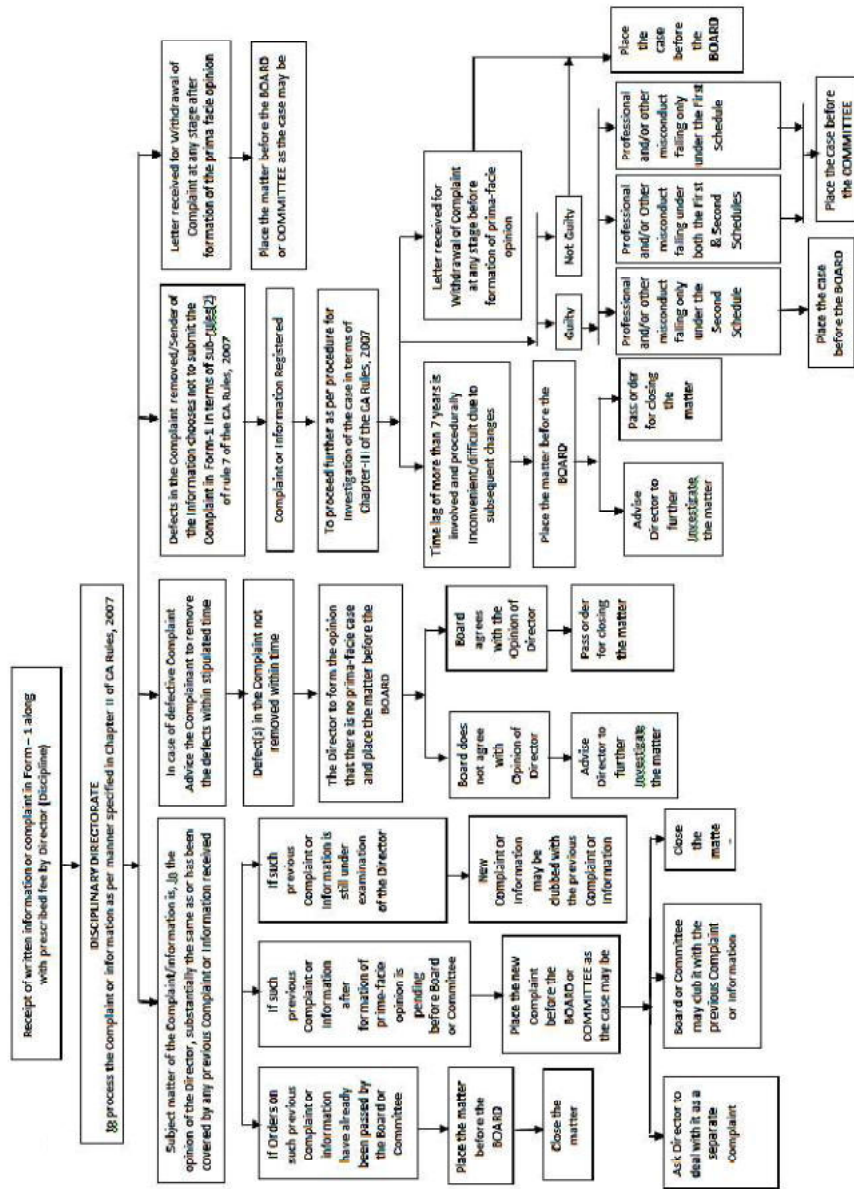 Receipt of written information or complaint in Form – 1 along
with prescribed fee by Director (Discipline)
DISCIPLINARY DIRECTORATE
To process the Complaint or information as per manner specified in Chapter II of CA Rules, 2007
Subject matter of the Complaint/information is, in the
opinion of the Director, substantially the same as or has been
covered by any previous Complaint or Information received
If Orders on
such previous
Complaint or
information
have already
been passed by
the Board or
Committee
Place the matter
before the
BOARD
Close the
matter
If such
previous
Complaint or
Information
after
formation of
prime-facie
opinion is
pending
before Board
or Committee
Place the new
Complaint
before the
BOARD or
COMMITTEE as
the case may be
Ask Director to
deal with it as a
separate
Complaint
Board or Committee
may club it with the
previous Complaint
or Information
Close
the
matte
If such
previous
Complaint or
Information is
still under
examination
of the Director
New
Complaint or
Information
may be
clubbed with
the previous
Complaint or
Information
In case of defective Complaint
Advice the Complainant to remove
the defects within stipulated time
Defect(s) in the Complaint not
removed within time
The Director to form the opinion
that there is no prima-facie case
and place the matter before the
BOARD
Board does
not agree
with
Opinion of
Director
Advise
Director to
further
investigate
the matter
Board
agrees
with the
Opinion of
Director
Pass order
for closing
the matter
Defects in the Complaint removed/Sender of
the Information chooses not to submit the
Complaint in Form-1 in terms of sub-rules(2)
of rule 7 of the CA Rules, 2007
Complaint or Information Registered
To proceed further as per procedure for
Investigation of the case in terms of
Chapter-III of the CA Rules, 2007
Time lag of more than 7 years is
involved and procedurally
inconvenient/difficult due to
subsequent changes
Place the matter before the
BOARD
Advise
Director to
further
investigate
the matter
Pass order
for closing
the
matter
Letter received for
Withdrawal of Complaint
at any stage before
formation of prima-facie
opinion
Guilty
Not Guilty
Professional
and/or other
misconduct
falling only
under the
Second
Schedule
Place the case
before the BOARD
Professional
and/or Other
misconduct
falling under
both the First
& Second
Schedules
Professional
and/or other
misconduct
falling only
under the First
Schedule
Place the case before
the COMMITTEE
Place
the
case
before
the
BOARD
Letter received for Withdrawal of
Complaint at any stage after
formation of the prima facie opinion
Place the matter before the BOARD
or COMMITTEE as the case may be